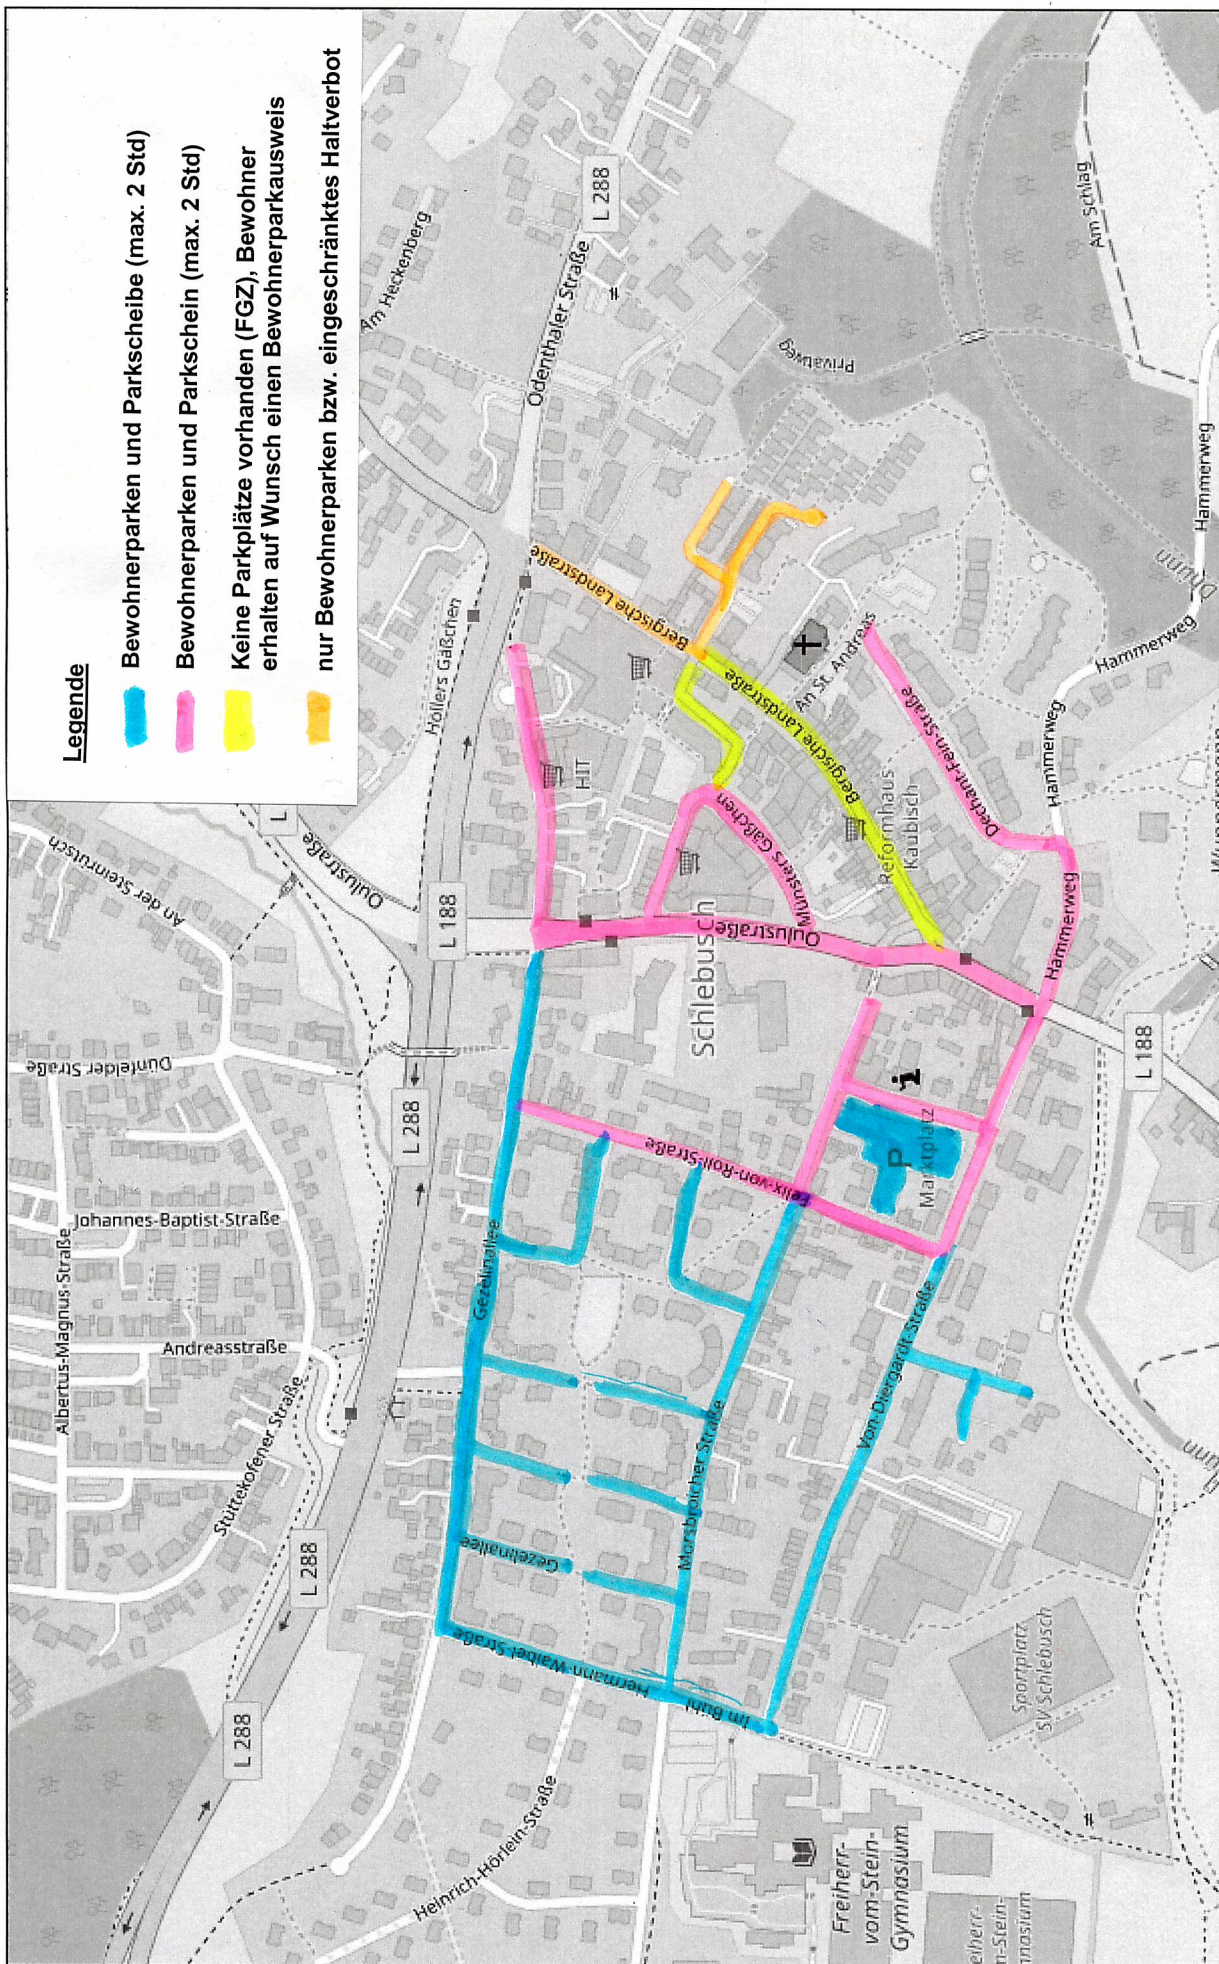 Legende
Bewohnerparken und Parkscheibe (max. 2 Std)
Bewohnerparken und Parkschein (max. 2 Std)
Keine Parkplätze vorhanden (FGZ), Bewohner
erhalten auf Wunsch einen Bewohnerparkausweis
nur Bewohnerparken bzw. eingeschränktes Haltverbot
Am Heckenberg
L 288
Odenthaler Straße
Privatweg
Am Schlag
Hammerweg
Dhünn
Hammerweg
Hammerweg
Hammerweg
Höllers Gäßchen
Bergische Landstraße
Bergische Landstraße
Bergische Landstraße
An St. Andreas
Dechant-Fein-Straße
HIT
Münsters Gäßchen
Reformhaus
Kaubisch
An der Steinrütsch
Oulustraße
L 188
Oulustraße
Schlebusch
Dünfelder Straße
L 288
Felix-von-Roll-Straße
P
Marktplatz
L 188
Johannes-Baptist-Straße
Albertus-Magnus-Straße
Andreasstraße
Gezelinallee
Von-Diergardt-Straße
Stüttekofener Straße
Morsbroicher Straße
Gezelinallee
L 288
Hermann-Waibel-Straße
Im Bühl
Sportplatz
SV Schlebusch
L 288
Heinrich-Hörlein-Straße
Freiherr-
vom-Stein-
Gymnasium